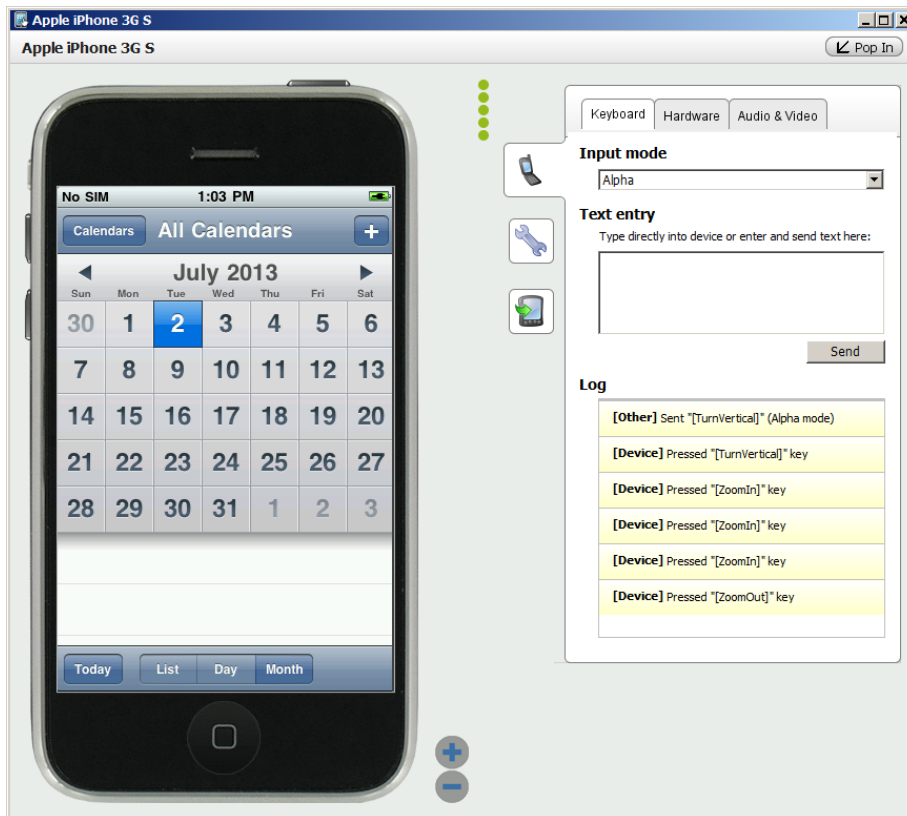 Apple iPhone 3G S
Apple iPhone 3G S
Pop In
No SIM 1:03 PM
Calendars All Calendars +
July 2013
Sun Mon Tue Wed Thu Fri Sat
30 1 2 3 4 5 6
7 8 9 10 11 12 13
14 15 16 17 18 19 20
21 22 23 24 25 26 27
28 29 30 31 1 2 3
Today List Day Month
Keyboard Hardware Audio & Video
Input mode
Alpha
Text entry
Type directly into device or enter and send text here:
Send
Log
[Other] Sent "[TurnVertical]" (Alpha mode)
[Device] Pressed "[TurnVertical]" key
[Device] Pressed "[ZoomIn]" key
[Device] Pressed "[ZoomIn]" key
[Device] Pressed "[ZoomIn]" key
[Device] Pressed "[ZoomOut]" key